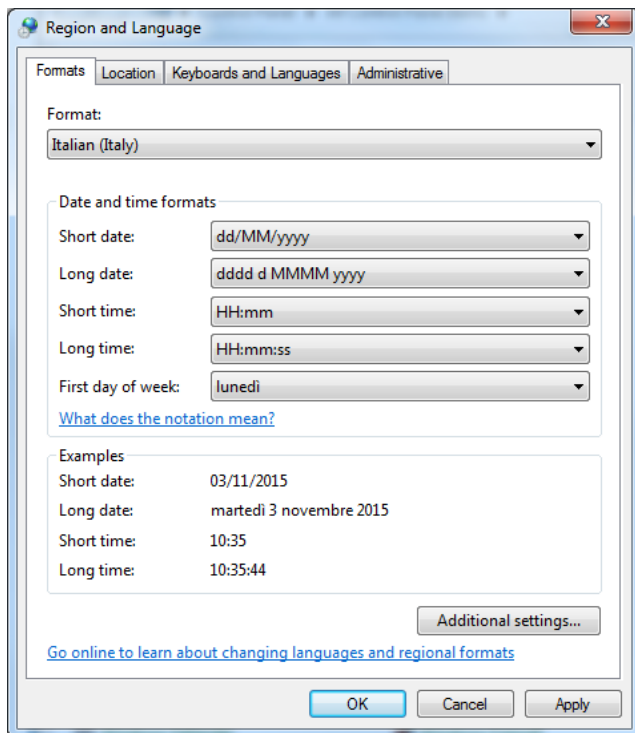 Region and Language
Formats Location Keyboards and Languages Administrative
Format:
Italian (Italy)
Date and time formats
Short date: dd/MM/yyyy
Long date: dddd d MMMM yyyy
Short time: HH:mm
Long time: HH:mm:ss
First day of week: lunedì
What does the notation mean?
Examples
Short date: 03/11/2015
Long date: martedì 3 novembre 2015
Short time: 10:35
Long time: 10:35:44
Additional settings...
Go online to learn about changing languages and regional formats
OK Cancel Apply